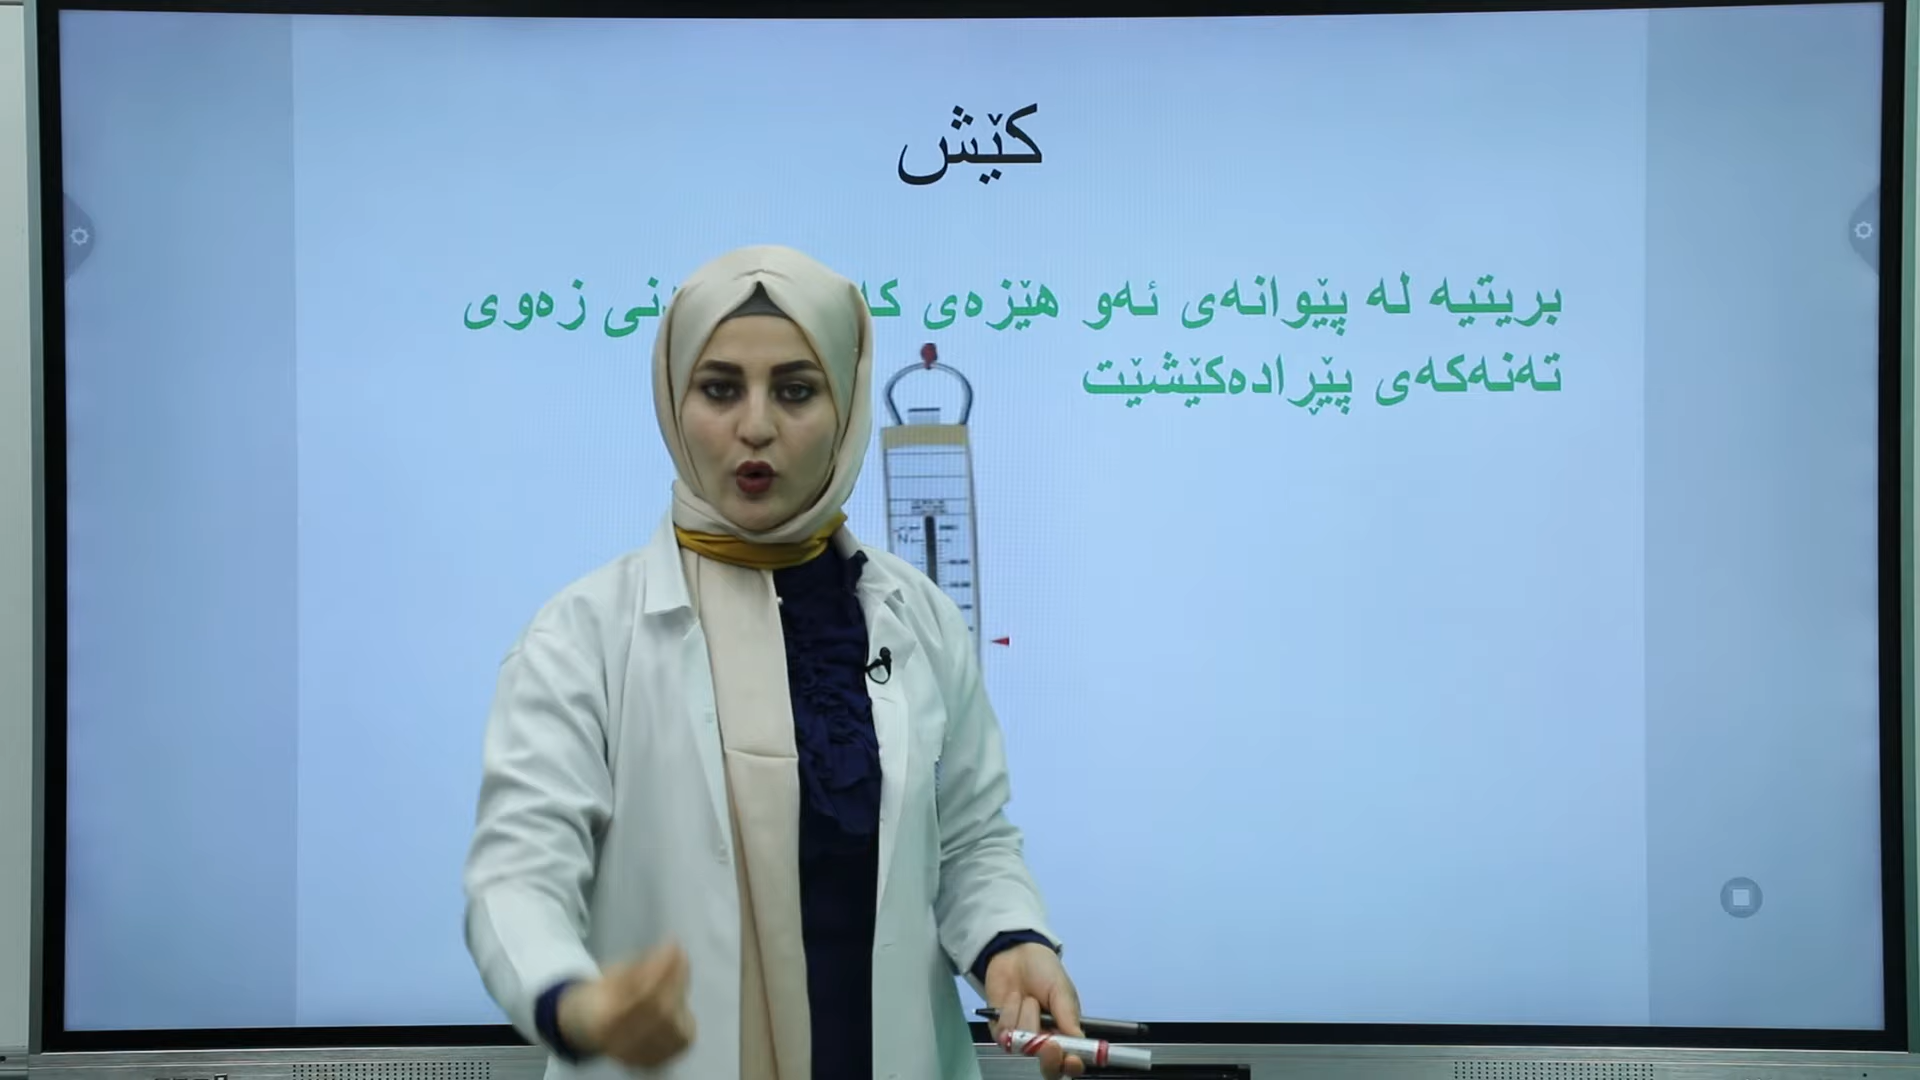 کێش
بریتیە لە پێوانەی ئەو هێزەی زەوی
تەنەکەی پێڕادەکێشێت
N